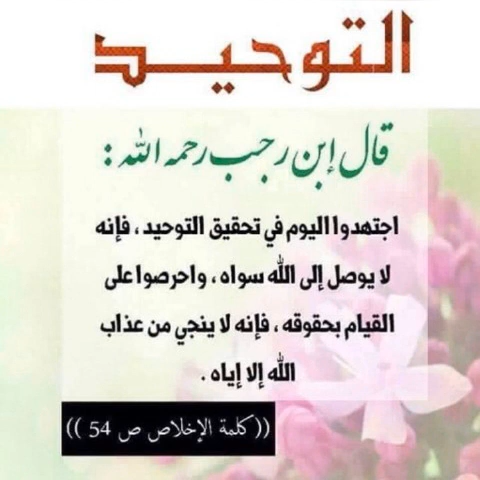 التوحيد
قال إبن رجب رحمه الله :
اجتهدوا اليوم في تحقيق التوحيد ، فإنه
لا يوصل إلى الله سواه ، واحرصوا على
القيام بحقوقه ، فإنه لا ينجي من عذاب
الله إلا إياه .
((كلمة الإخلاص ص 54 ))